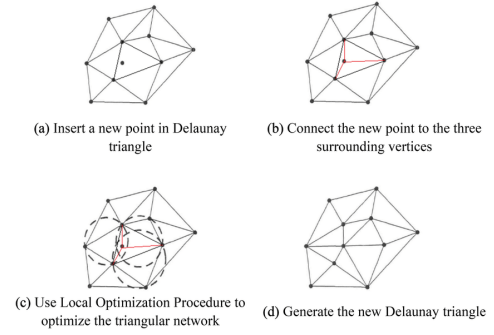 (a) Insert a new point in Delaunay
triangle
(b) Connect the new point to the three
surrounding vertices
(c) Use Local Optimization Procedure to
optimize the triangular network
(d) Generate the new Delaunay triangle